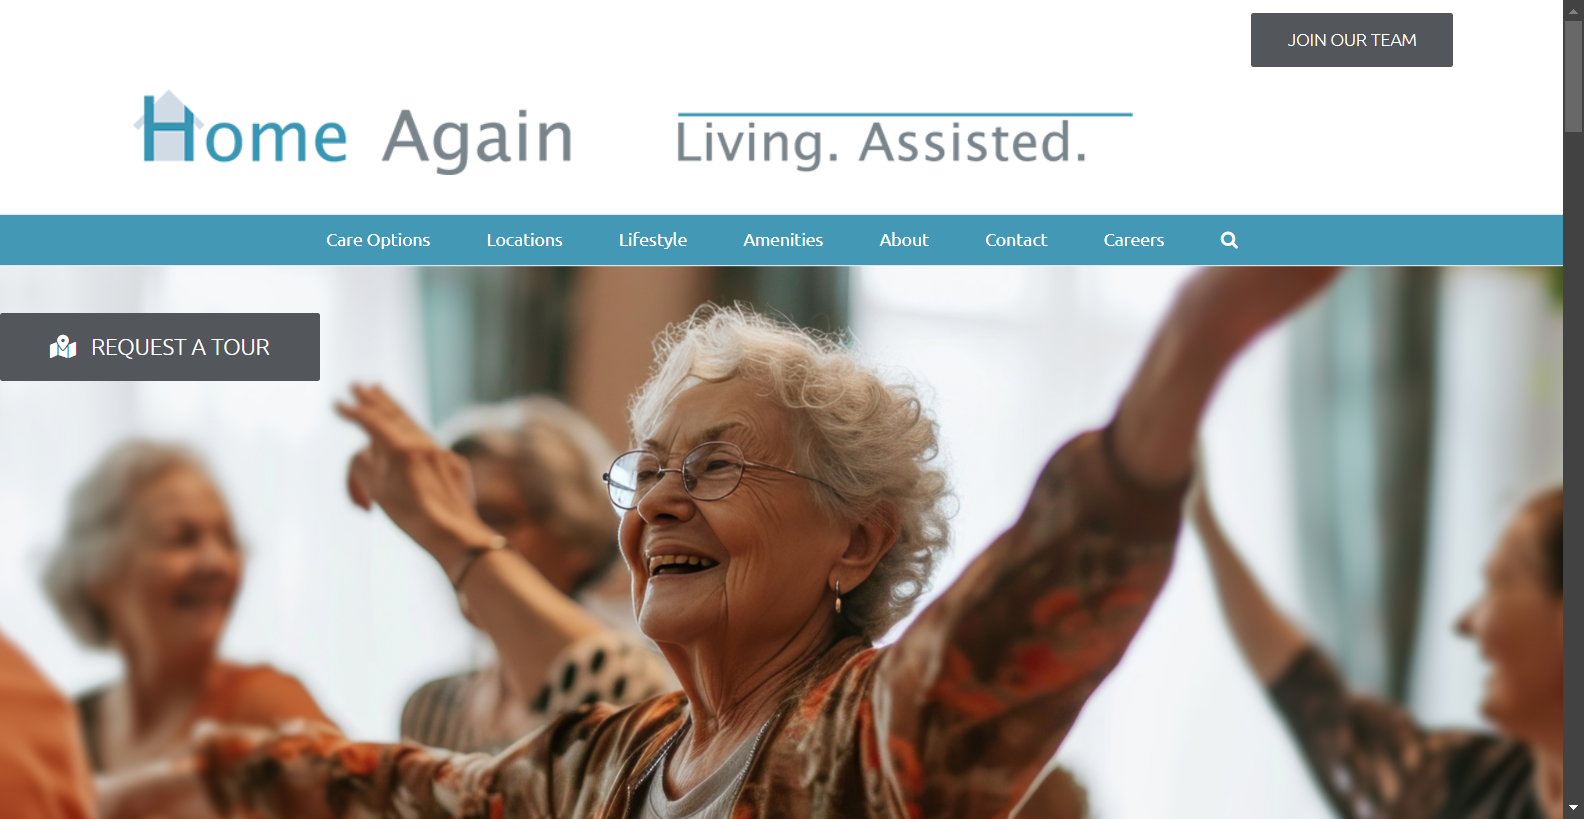 JOIN OUR TEAM
Home Again Living. Assisted.
Care Options Locations Lifestyle Amenities About Contact Careers
REQUEST A TOUR